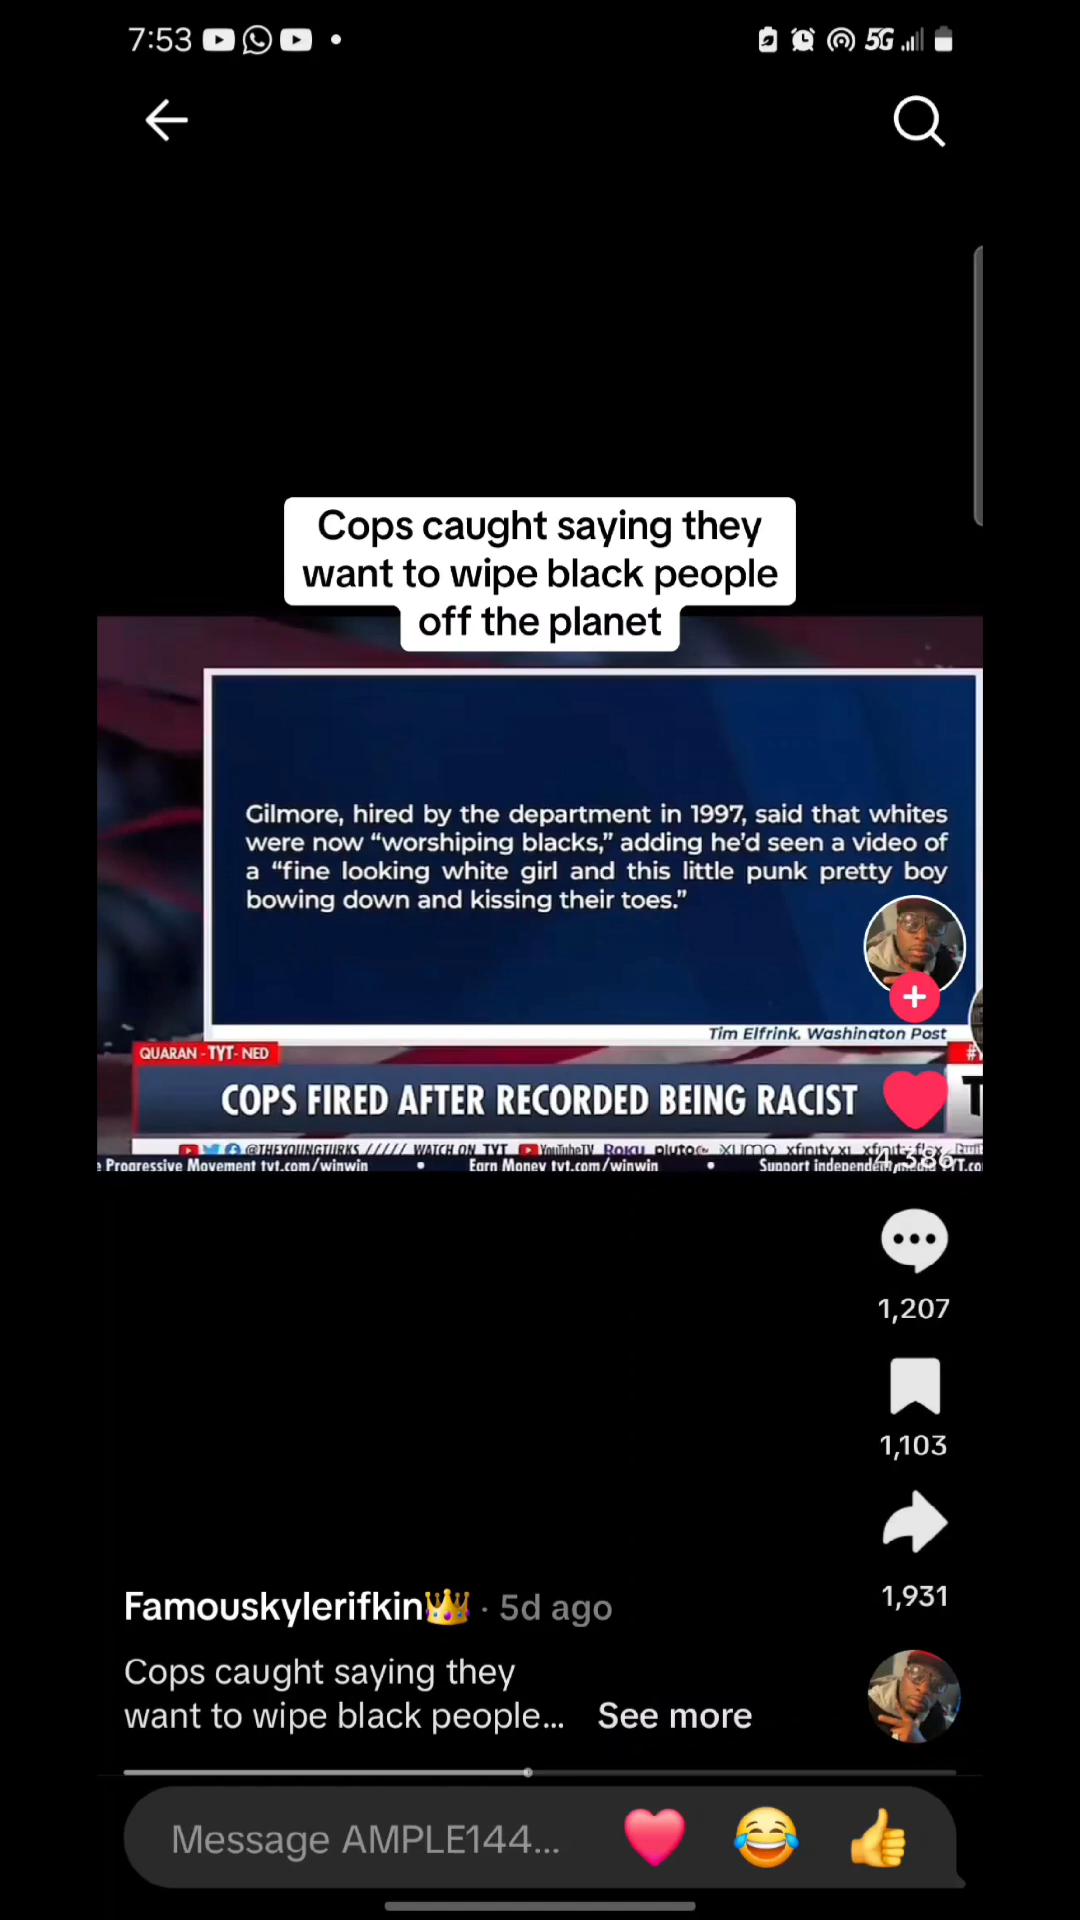 7:53
5G
Cops caught saying they
want to wipe black people
off the planet
Gilmore, hired by the department in 1997, said that whites
were now “worshiping blacks,” adding he’d seen a video of
a “fine looking white girl and this little punk pretty boy
bowing down and kissing their toes.”
Tim Elfrink, Washington Post
QUARAN - TYT - NED
COPS FIRED AFTER RECORDED BEING RACIST
@THEYOUNGTURKS ///// WATCH ON TYT YouTubeTV Roku pluto tv XUMO xfinity x1 xfinity flex
e Progressive Movement tyt.com/winwin • Earn Money tyt.com/winwin • Support independent media TYT.co
4,386
1,207
1,103
1,931
Famouskylerifkin👑 · 5d ago
Cops caught saying they
want to wipe black people... See more
Message AMPLE144...